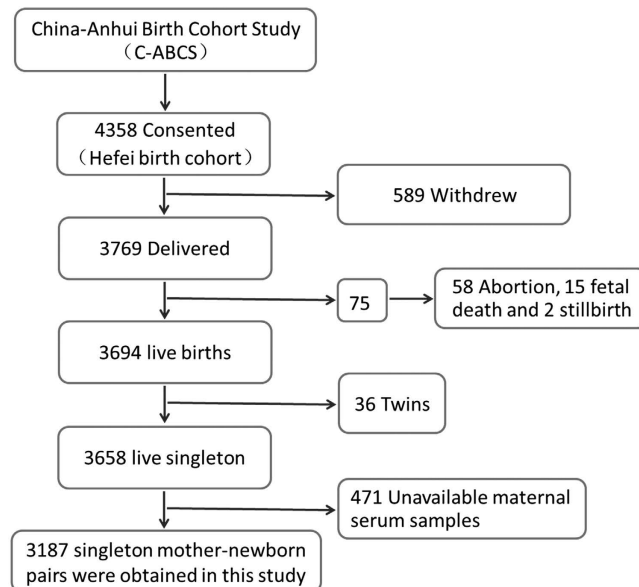 China-Anhui Birth Cohort Study
（C-ABCS）
4358 Consented
（Hefei birth cohort）
589 Withdrew
3769 Delivered
75
58 Abortion, 15 fetal
death and 2 stillbirth
3694 live births
36 Twins
3658 live singleton
471 Unavailable maternal
serum samples
3187 singleton mother-newborn
pairs were obtained in this study